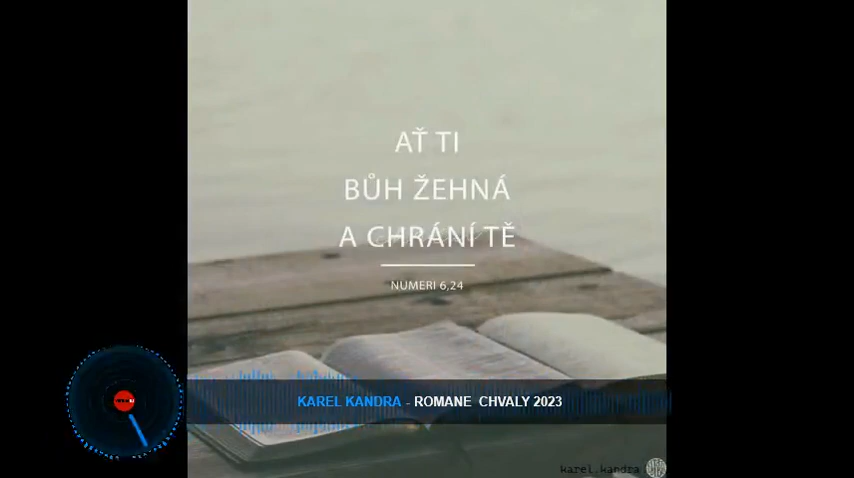 AŤ TI
BŮH ŽEHNÁ
A CHRÁNÍ TĚ
NUMERI 6,24
KAREL KANDRA - ROMANE CHVALY 2023
karel.kandra